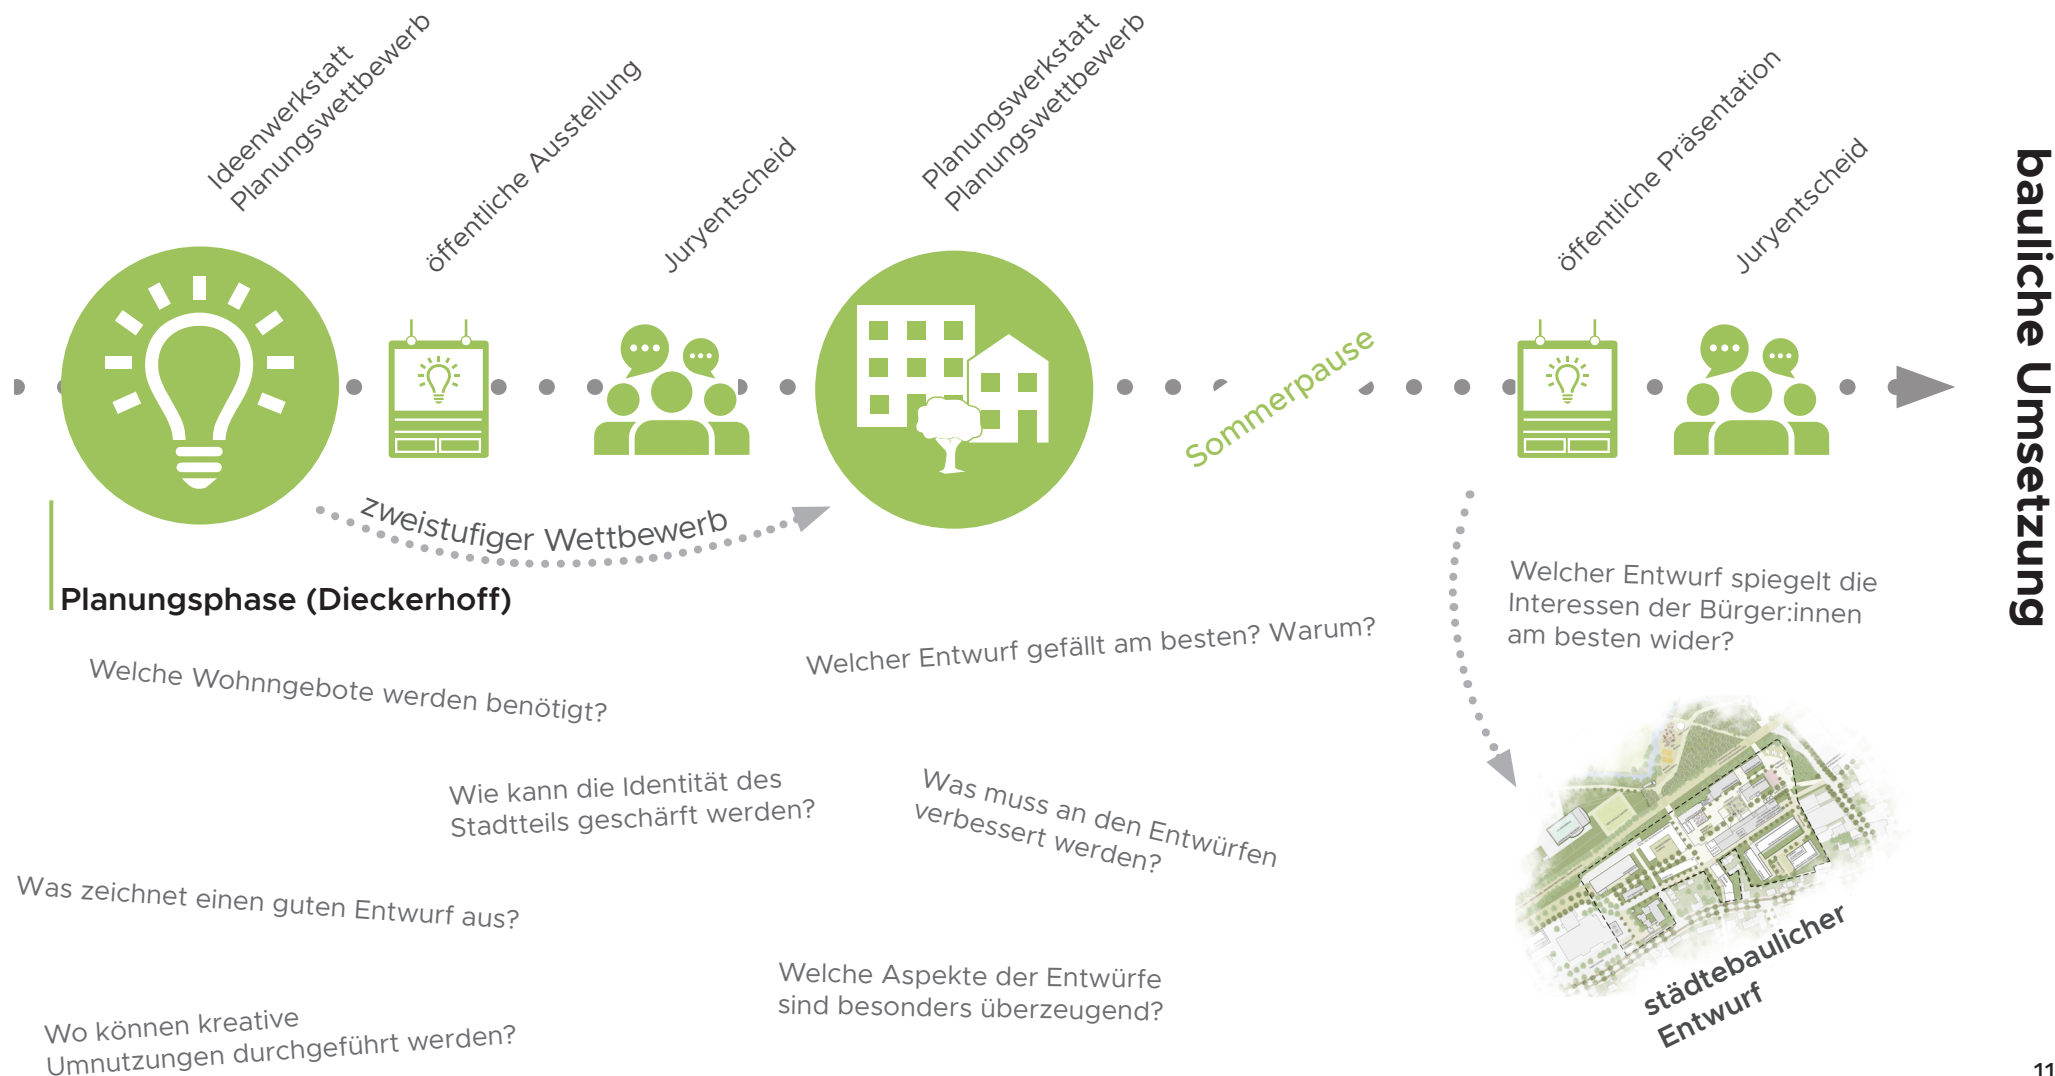 Ideenwerkstatt
Planungswettbewerb
öffentliche Ausstellung
Juryentscheid
Planungswerkstatt
Planungswettbewerb
Sommerpause
öffentliche Präsentation
Juryentscheid
bauliche Umsetzung
zweistufiger Wettbewerb
Planungsphase (Dieckerhoff)
Welche Wohnngebote werden benötigt?
Wie kann die Identität des
Stadtteils geschärft werden?
Was zeichnet einen guten Entwurf aus?
Wo können kreative
Umnutzungen durchgeführt werden?
Welcher Entwurf gefällt am besten? Warum?
Was muss an den Entwürfen
verbessert werden?
Welche Aspekte der Entwürfe
sind besonders überzeugend?
Welcher Entwurf spiegelt die
Interessen der Bürger:innen
am besten wider?
städtebaulicher
Entwurf
11